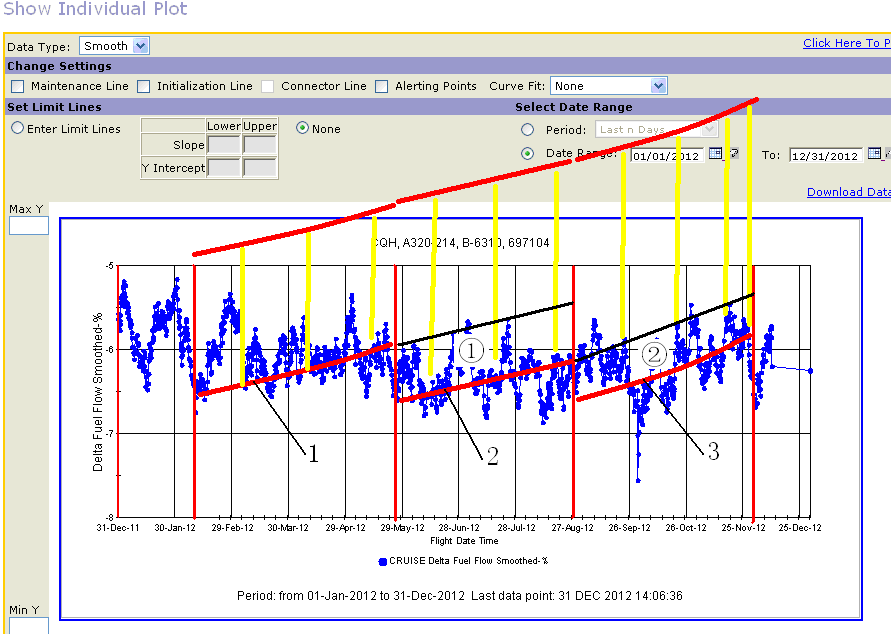 Show Individual Plot
Data Type: Smooth
Click Here To P
Change Settings
Maintenance Line Initialization Line Connector Line Alerting Points Curve Fit: None
Set Limit Lines Select Date Range
Enter Limit Lines Lower Upper None Period: Last n Days
Slope
Date Range: 01/01/2012 To: 12/31/2012
Y Intercept
Download Data
Max Y
CQH, A320-214, B-6310, 697104
-5
-6
-7
-8
Delta Fuel Flow Smoothed-%
① ②
1 2 3
31-Dec-11 30-Jan-12 29-Feb-12 30-Mar-12 29-Apr-12 29-May-12 28-Jun-12 28-Jul-12 27-Aug-12 26-Sep-12 26-Oct-12 25-Nov-12 25-Dec-12
Flight Date Time
CRUISE Delta Fuel Flow Smoothed-%
Period: from 01-Jan-2012 to 31-Dec-2012 Last data point: 31 DEC 2012 14:06:36
Min Y